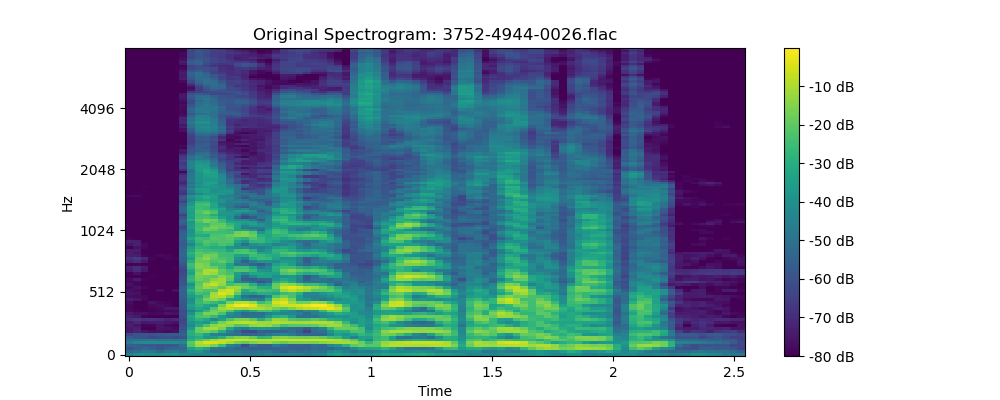 Original Spectrogram: 3752-4944-0026.flac
Hz
4096
2048
1024
512
0
0 0.5 1 1.5 2 2.5
Time
-10 dB
-20 dB
-30 dB
-40 dB
-50 dB
-60 dB
-70 dB
-80 dB